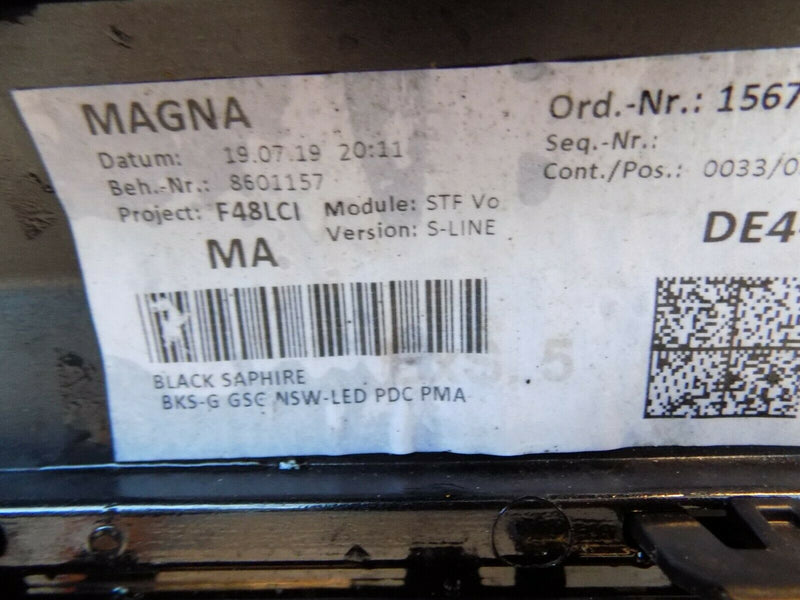 MAGNA
Datum: 19.07.19 20:11
Beh.-Nr.: 8601157
Project: F48LCI Module: STF Vo
Version: S-LINE
MA
BLACK SAPHIRE
BKS-G GSC NSW-LED PDC PMA
Ord.-Nr.: 1567
Seq.-Nr.:
Cont./Pos.: 0033/0
DE4